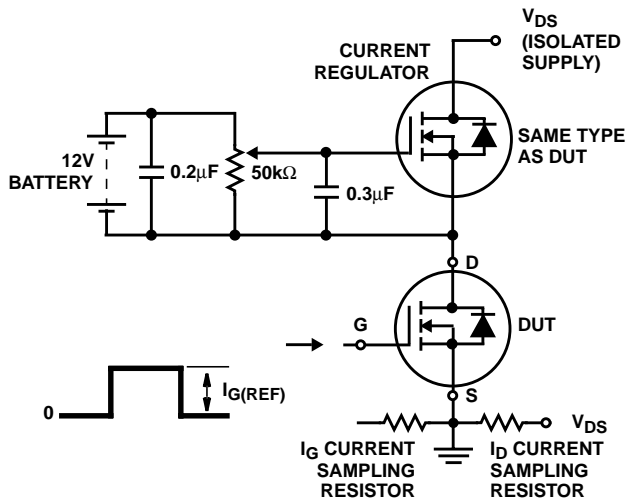 V_DS
(ISOLATED
SUPPLY)
CURRENT
REGULATOR
SAME TYPE
AS DUT
12V
BATTERY
0.2µF
50kΩ
0.3µF
D
G
DUT
S
I_G(REF)
0
V_DS
I_G CURRENT
SAMPLING
RESISTOR
I_D CURRENT
SAMPLING
RESISTOR